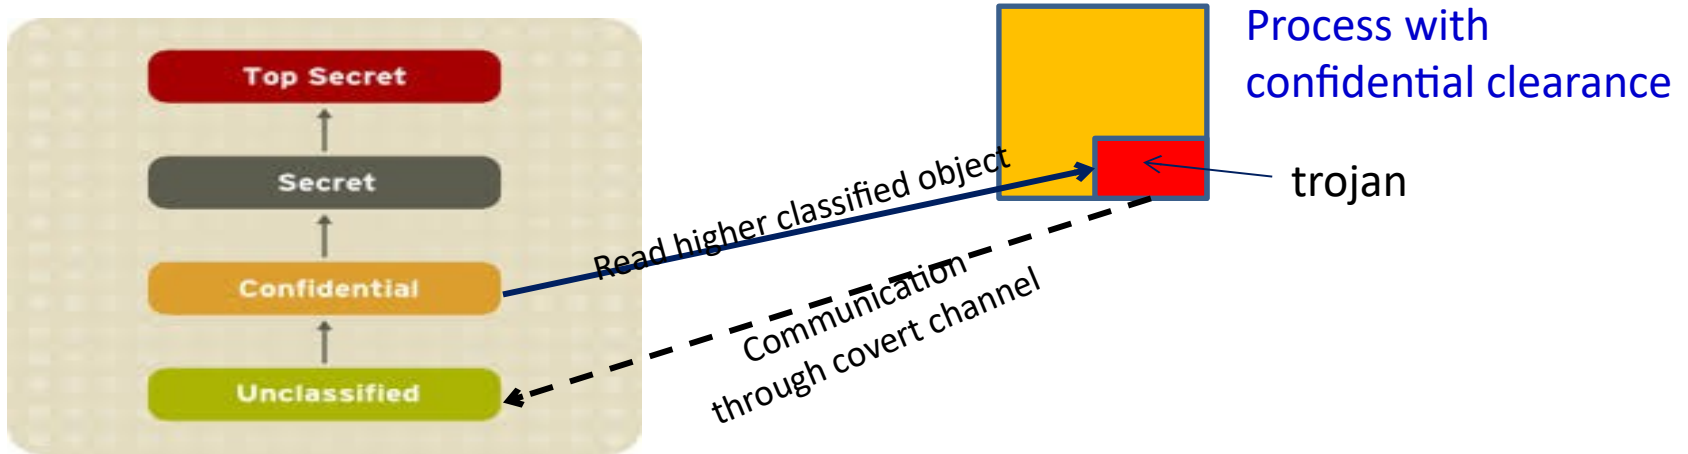 Top Secret
Secret
Confidential
Unclassified
Read higher classified object
Communication
through covert channel
Process with
confidential clearance
trojan